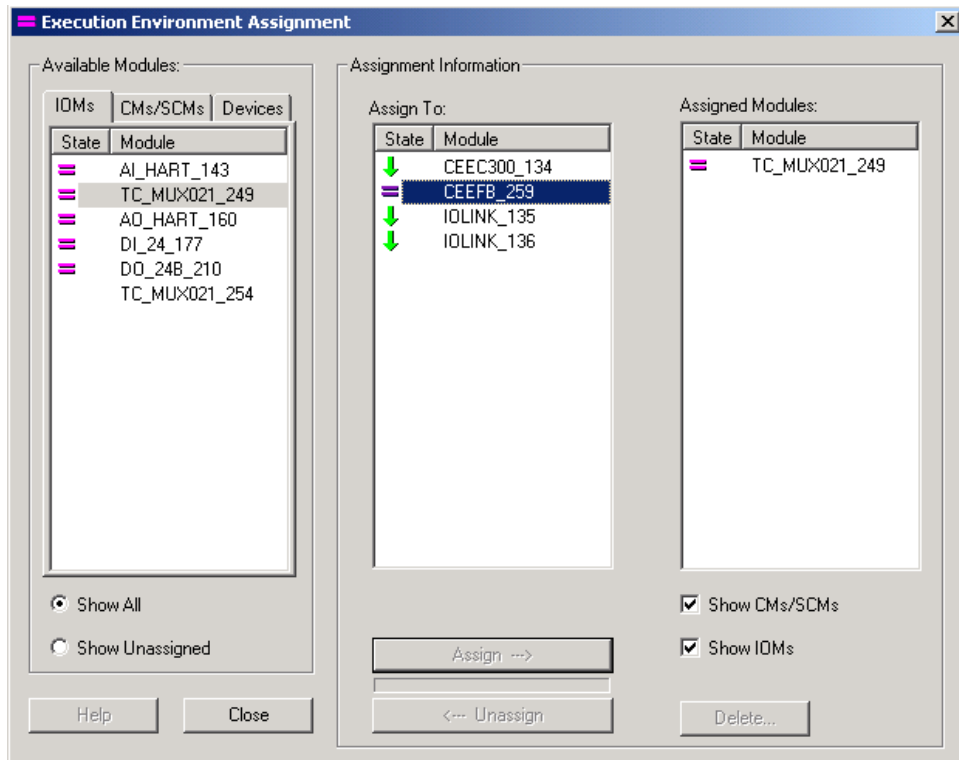 Execution Environment Assignment
Available Modules:
IOMs CMs/SCMs Devices
State Module
AI_HART_143
TC_MUX021_249
AO_HART_160
DI_24_177
DO_24B_210
TC_MUX021_254
Show All
Show Unassigned
Help Close
Assignment Information
Assign To:
State Module
CEEC300_134
CEEFB_259
IOLINK_135
IOLINK_136
Assign --->
<--- Unassign
Assigned Modules:
State Module
TC_MUX021_249
Show CMs/SCMs
Show IOMs
Delete...